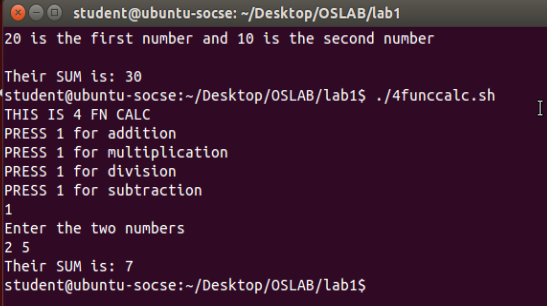 student@ubuntu-socse: ~/Desktop/OSLAB/lab1
20 is the first number and 10 is the second number
Their SUM is: 30
student@ubuntu-socse:~/Desktop/OSLAB/lab1$ ./4funccalc.sh
THIS IS 4 FN CALC
PRESS 1 for addition
PRESS 1 for multiplication
PRESS 1 for division
PRESS 1 for subtraction
1
Enter the two numbers
2 5
Their SUM is: 7
student@ubuntu-socse:~/Desktop/OSLAB/lab1$